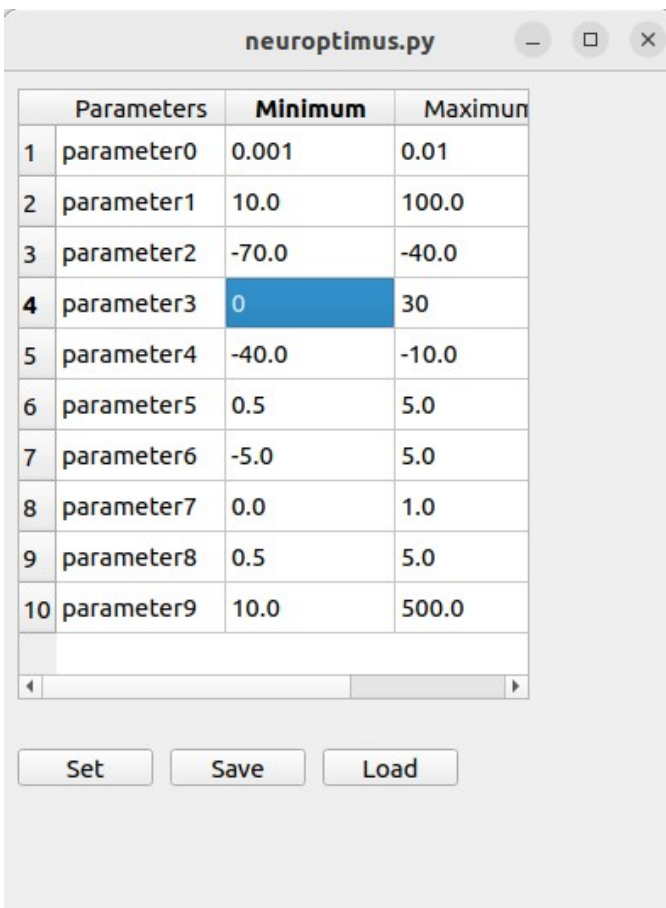 neuroptimus.py
Parameters Minimum Maximum
1 parameter0 0.001 0.01
2 parameter1 10.0 100.0
3 parameter2 -70.0 -40.0
4 parameter3 0 30
5 parameter4 -40.0 -10.0
6 parameter5 0.5 5.0
7 parameter6 -5.0 5.0
8 parameter7 0.0 1.0
9 parameter8 0.5 5.0
10 parameter9 10.0 500.0
Set Save Load